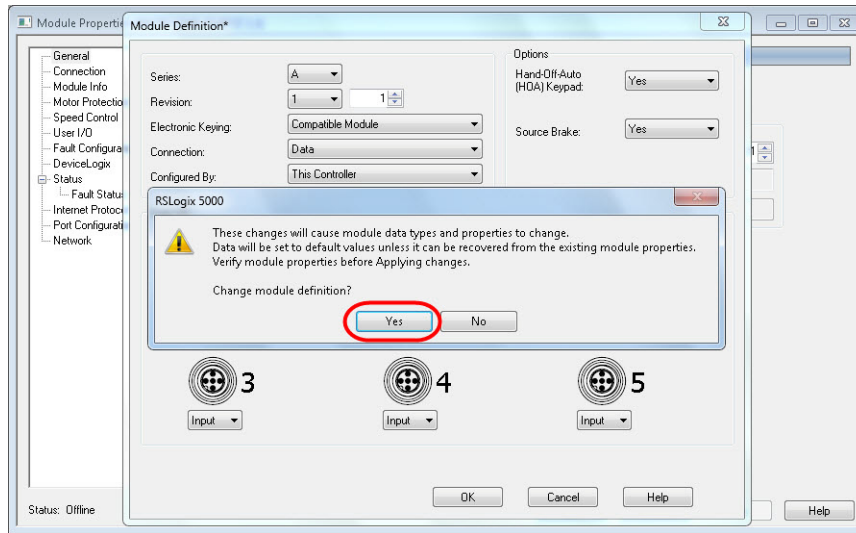 Module Propertie
Module Definition*
General
Connection
Module Info
Motor Protectio
Speed Control
User I/O
Fault Configura
DeviceLogix
Status
Fault Statu
Internet Protoc
Port Configurati
Network
Series:
A
Revision:
1
1
Electronic Keying:
Compatible Module
Connection:
Data
Configured By:
This Controller
Options
Hand-Off-Auto
(HOA) Keypad:
Yes
Source Brake:
Yes
1
RSLogix 5000
These changes will cause module data types and properties to change.
Data will be set to default values unless it can be recovered from the existing module properties.
Verify module properties before Applying changes.
Change module definition?
Yes No
3 4 5
Input Input Input
OK Cancel Help
Status: Offline
Help